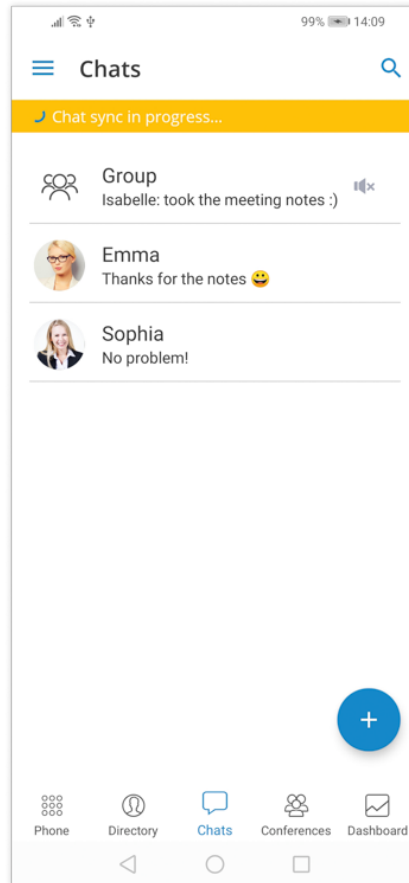 99% 14:09
Chats
Chat sync in progress...
Group
Isabelle: took the meeting notes :)
Emma
Thanks for the notes 😀
Sophia
No problem!
Phone Directory Chats Conferences Dashboard